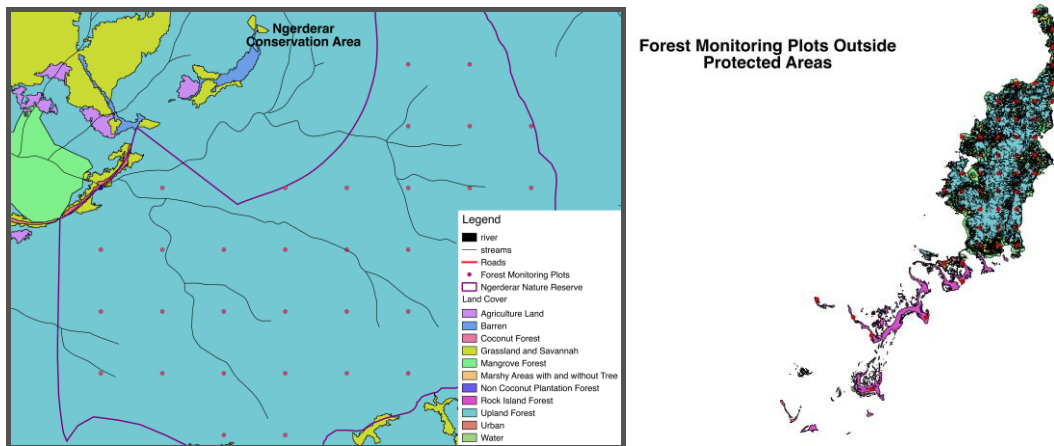 Ngerderar
Conservation Area
Legend
river
streams
Roads
Forest Monitoring Plots
Ngerderar Nature Reserve
Land Cover
Agriculture Land
Barren
Coconut Forest
Grassland and Savannah
Mangrove Forest
Marshy Areas with and without Tree
Non Coconut Plantation Forest
Rock Island Forest
Upland Forest
Urban
Water
Forest Monitoring Plots Outside
Protected Areas